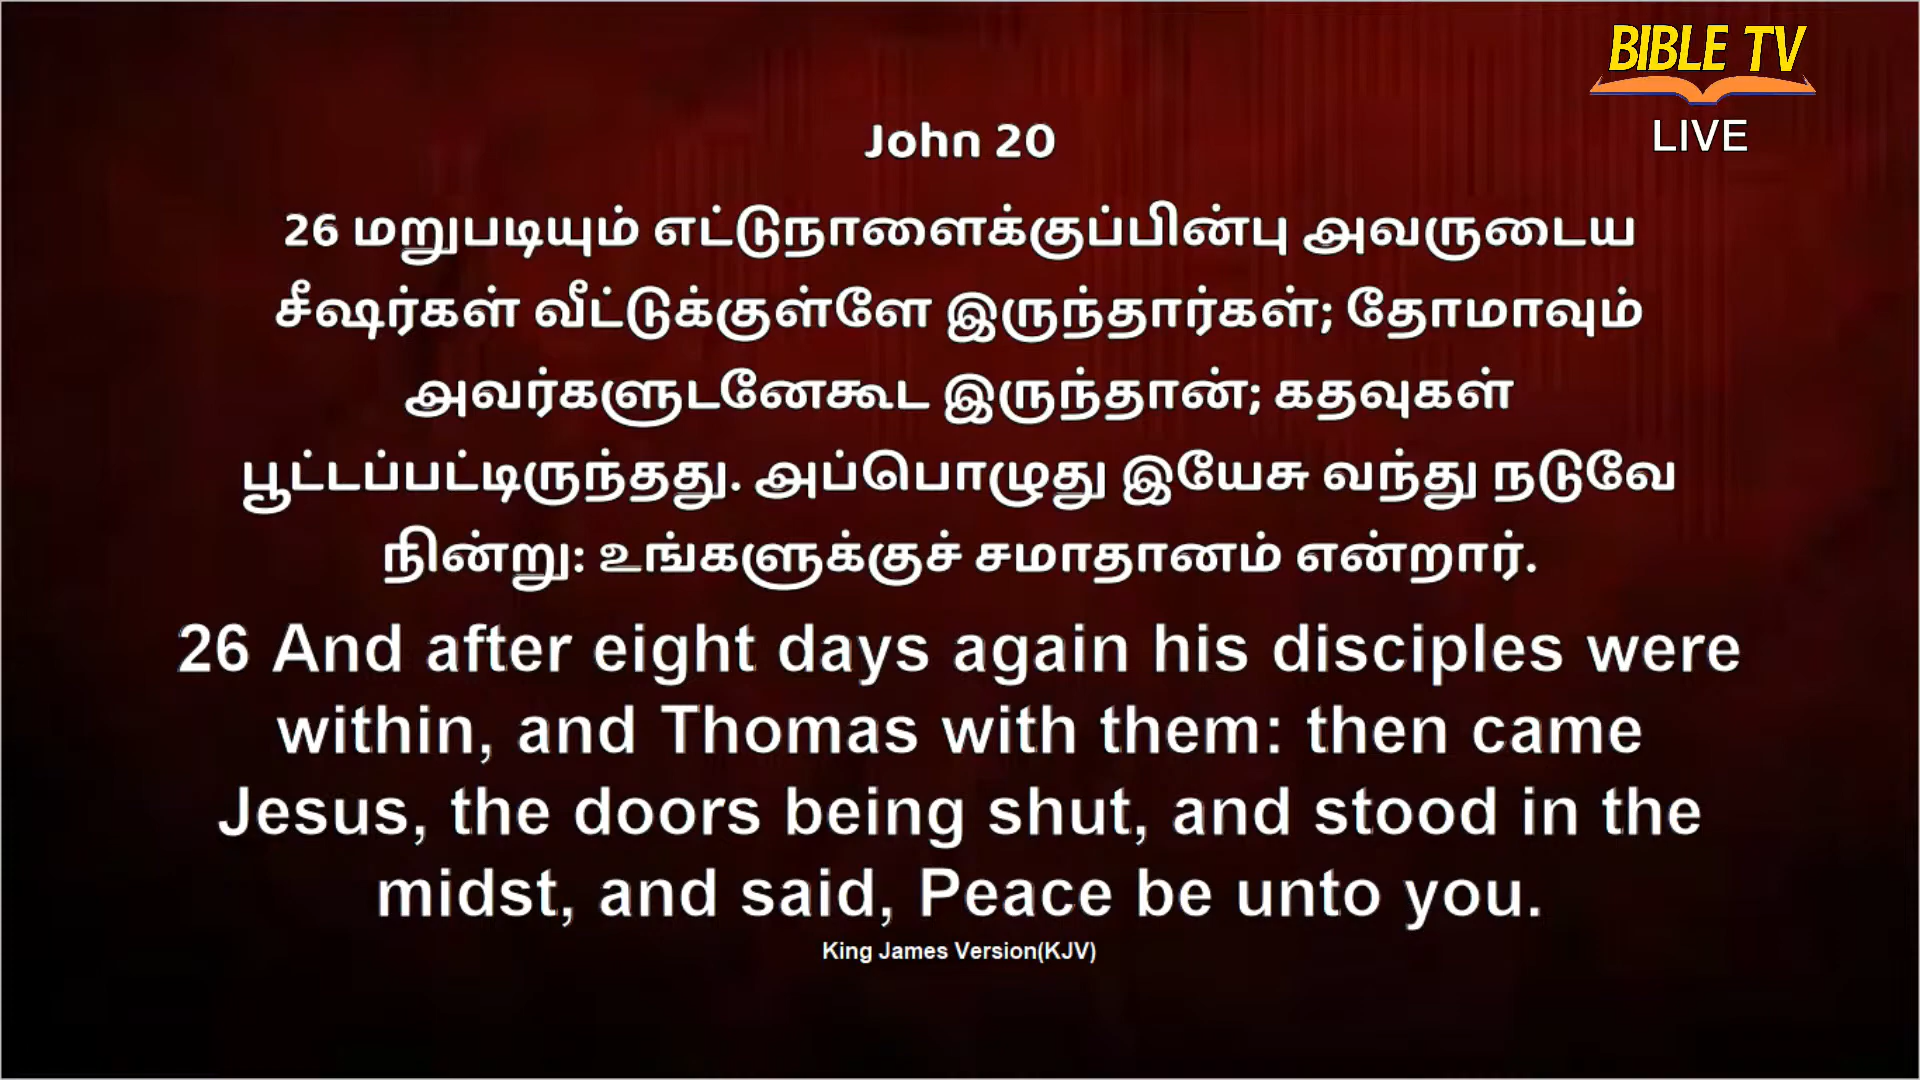 BIBLE TV
LIVE
John 20
26 மறுபடியும் எட்டுநாளைக்குப்பின்பு அவருடைய
சீஷர்கள் வீட்டுக்குள்ளே இருந்தார்கள்; தோமாவும்
அவர்களுடனேகூட இருந்தான்; கதவுகள்
பூட்டப்பட்டிருந்தது. அப்பொழுது இயேசு வந்து நடுவே
நின்று: உங்களுக்குச் சமாதானம் என்றார்.
26 And after eight days again his disciples were
within, and Thomas with them: then came
Jesus, the doors being shut, and stood in the
midst, and said, Peace be unto you.
King James Version(KJV)